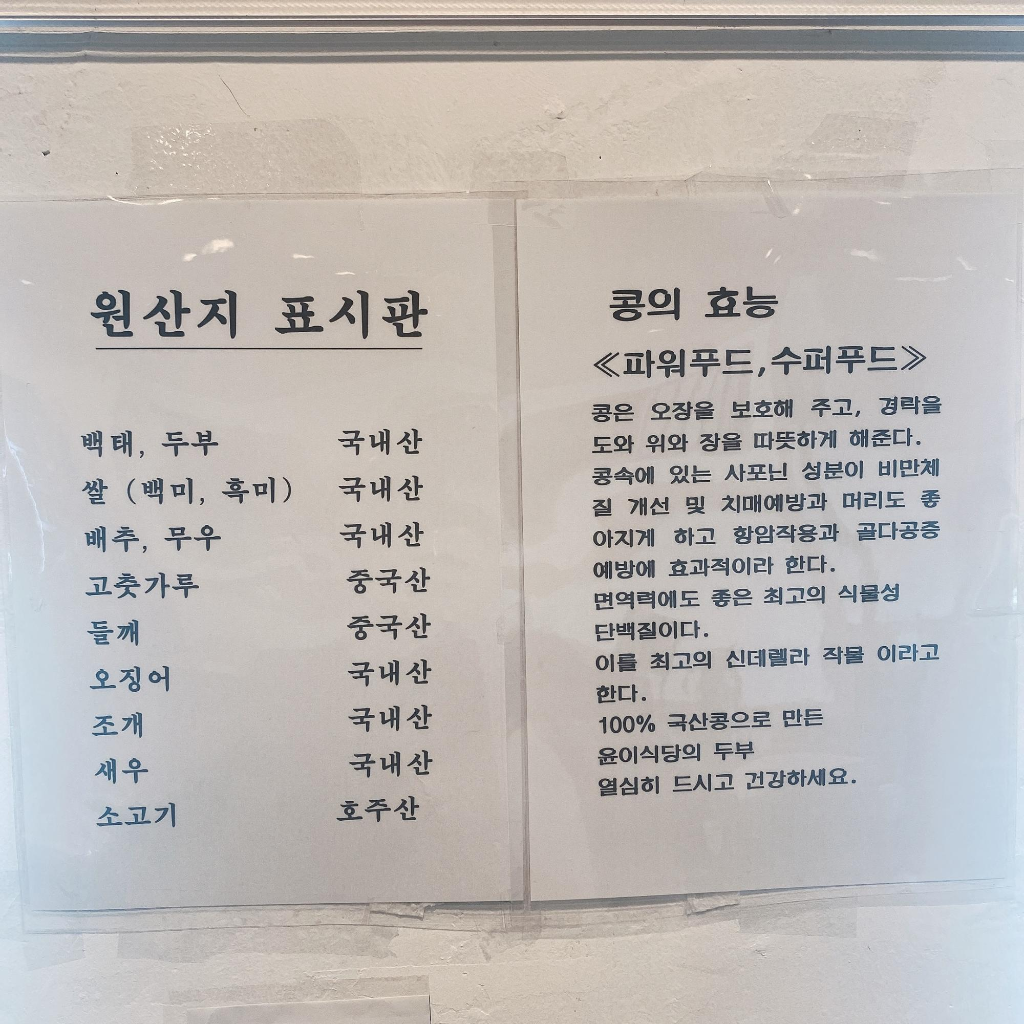 원산지 표시판
백태, 두부 국내산
쌀 (백미, 흑미) 국내산
배추, 무우 국내산
고춧가루 중국산
들깨 중국산
오징어 국내산
조개 국내산
새우 국내산
소고기 호주산
콩의 효능
≪파워푸드,수퍼푸드≫
콩은 오장을 보호해 주고, 경락을
도와 위와 장을 따뜻하게 해준다.
콩속에 있는 사포닌 성분이 비만체
질 개선 및 치매예방과 머리도 좋
아지게 하고 항암작용과 골다공증
예방에 효과적이라 한다.
면역력에도 좋은 최고의 식물성
단백질이다.
이를 최고의 신데렐라 작물 이라고
한다.
100% 국산콩으로 만든
윤이식당의 두부
열심히 드시고 건강하세요.